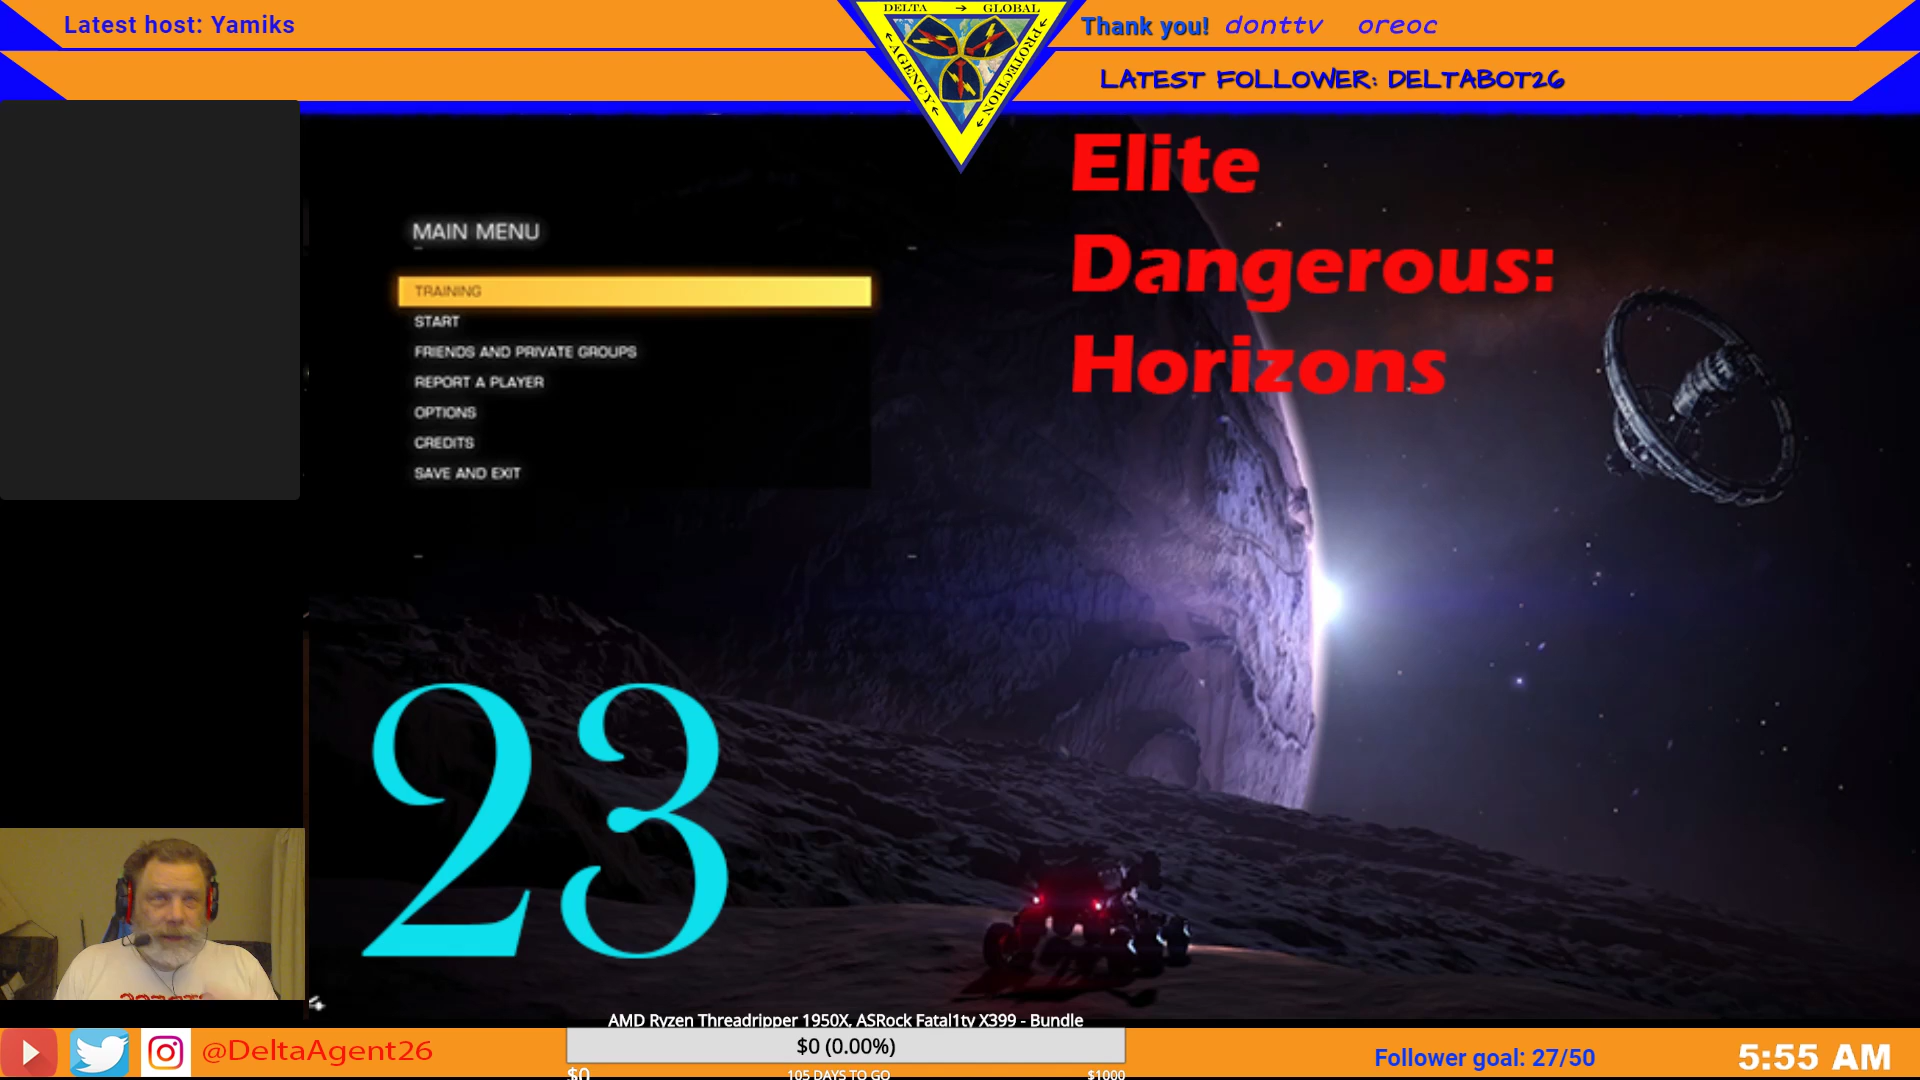 Latest host: Yamiks
Thank you! donttv oreoc
LATEST FOLLOWER: DELTABOT26
DELTA → GLOBAL
PROTECTION
AGENCY
Elite
Dangerous:
Horizons
MAIN MENU
TRAINING
START
FRIENDS AND PRIVATE GROUPS
REPORT A PLAYER
OPTIONS
CREDITS
SAVE AND EXIT
23
AMD Ryzen Threadripper 1950X, ASRock Fatal1ty X399 - Bundle
$0 (0.00%)
$0 105 DAYS TO GO $1000
@DeltaAgent26
Follower goal: 27/50
5:55 AM